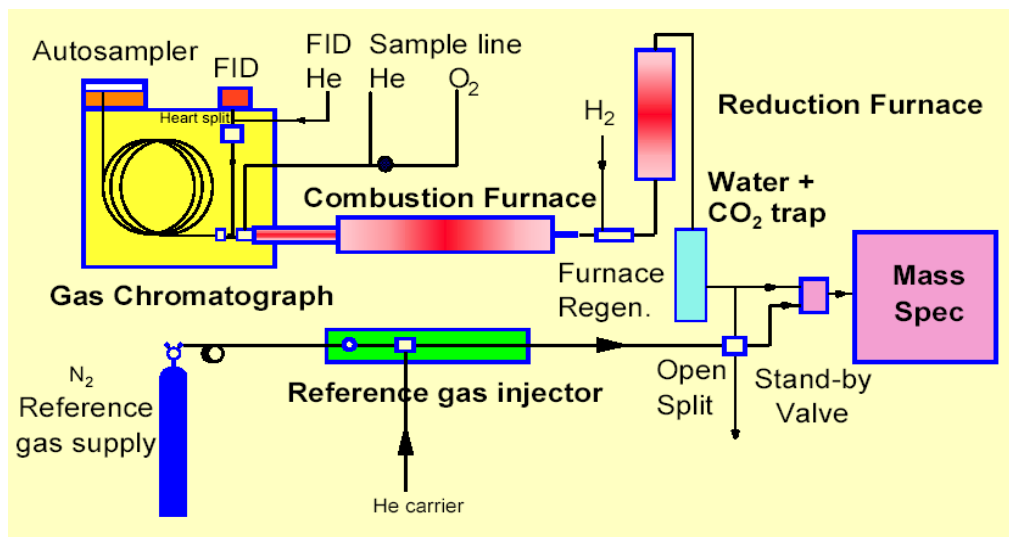 Autosampler
FID
FID
He
Sample line
He
O₂
Heart split
H₂
Reduction Furnace
Combustion Furnace
Water +
CO₂ trap
Furnace
Regen.
Gas Chromatograph
Mass
Spec
N₂
Reference
gas supply
Reference gas injector
Open
Split
Stand-by
Valve
He carrier